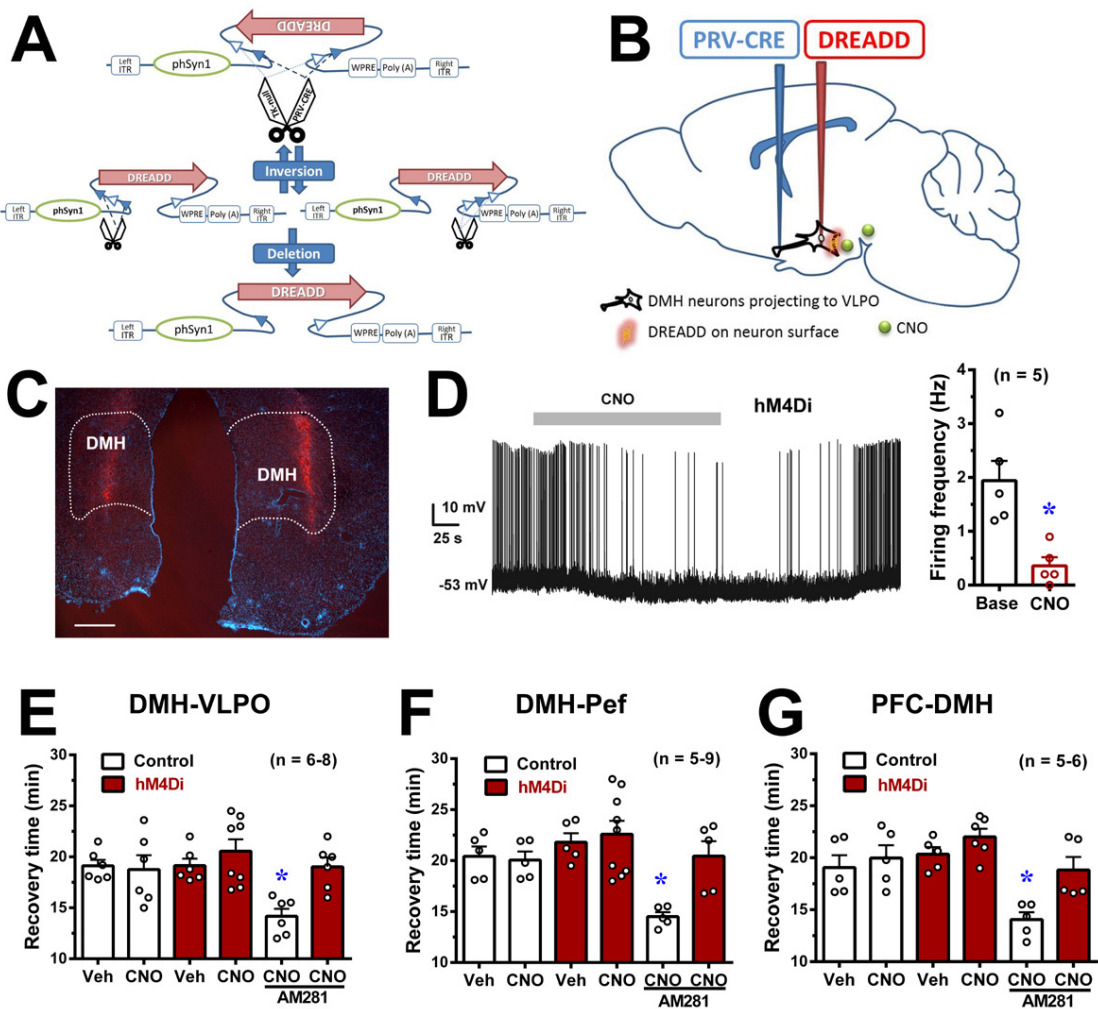 A
DREADD
Left
ITR
phSyn1
WPRE
Poly (A)
Right
ITR
TK-null
PRV-CRE
Inversion
DREADD
Left
ITR
phSyn1
WPRE
Poly (A)
Right
ITR
DREADD
Left
ITR
phSyn1
WPRE
Poly (A)
Right
ITR
Deletion
DREADD
Left
ITR
phSyn1
WPRE
Poly (A)
Right
ITR
B
PRV-CRE
DREADD
DMH neurons projecting to VLPO
DREADD on neuron surface
CNO
C
DMH
DMH
D
CNO
hM4Di
10 mV
25 s
-53 mV
(n = 5)
Firing frequency (Hz)
4
3
2
1
0
*
Base
CNO
E
DMH-VLPO
Control
hM4Di
(n = 6-8)
Recovery time (min)
30
25
20
15
10
*
Veh
CNO
Veh
CNO
CNO
CNO
AM281
F
DMH-Pef
Control
hM4Di
(n = 5-9)
Recovery time (min)
30
25
20
15
10
*
Veh
CNO
Veh
CNO
CNO
CNO
AM281
G
PFC-DMH
Control
hM4Di
(n = 5-6)
Recovery time (min)
30
25
20
15
10
*
Veh
CNO
Veh
CNO
CNO
CNO
AM281